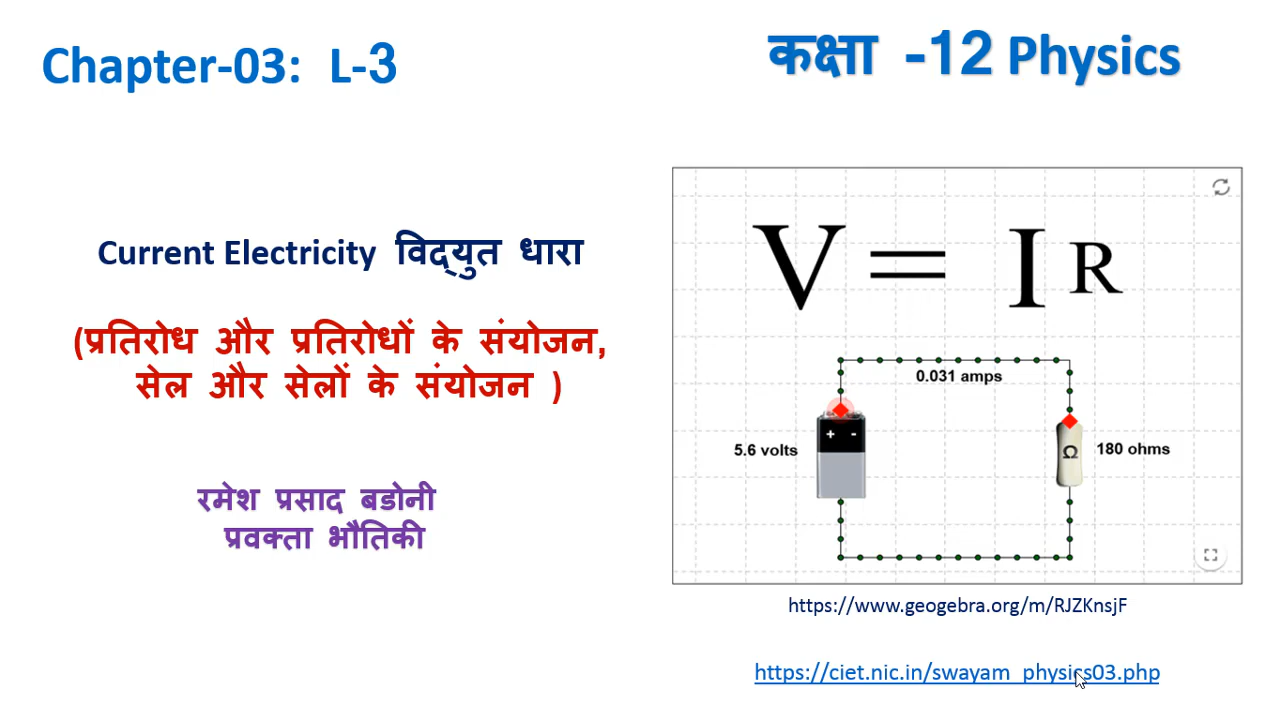 Chapter-03: L-3
कक्षा -12 Physics
Current Electricity विद्युत धारा
(प्रतिरोध और प्रतिरोधों के संयोजन,
सेल और सेलों के संयोजन )
रमेश प्रसाद बडोनी
प्रवक्ता भौतिकी
V = I R
0.031 amps
+ -
5.6 volts
Ω
180 ohms
https://www.geogebra.org/m/RJZKnsjF
https://ciet.nic.in/swayam_physics03.php